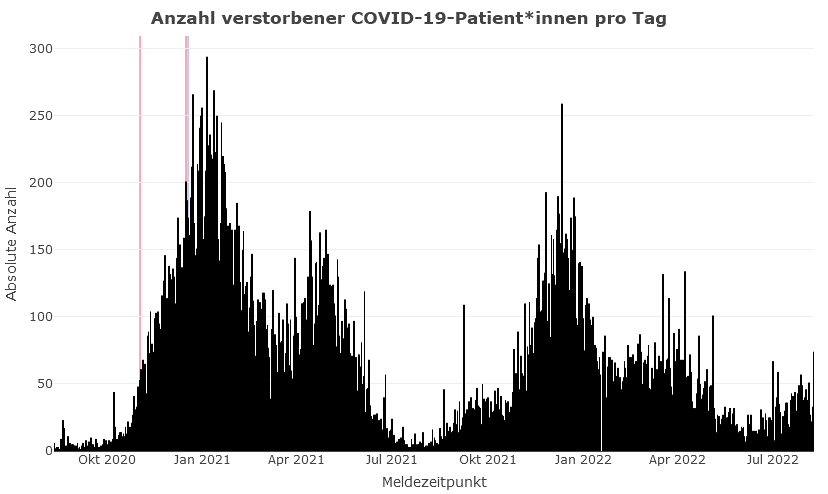 Anzahl verstorbener COVID-19-Patient*innen pro Tag
300
250
200
150
100
50
0
Absolute Anzahl
Okt 2020 Jan 2021 Apr 2021 Jul 2021 Okt 2021 Jan 2022 Apr 2022 Jul 2022
Meldezeitpunkt